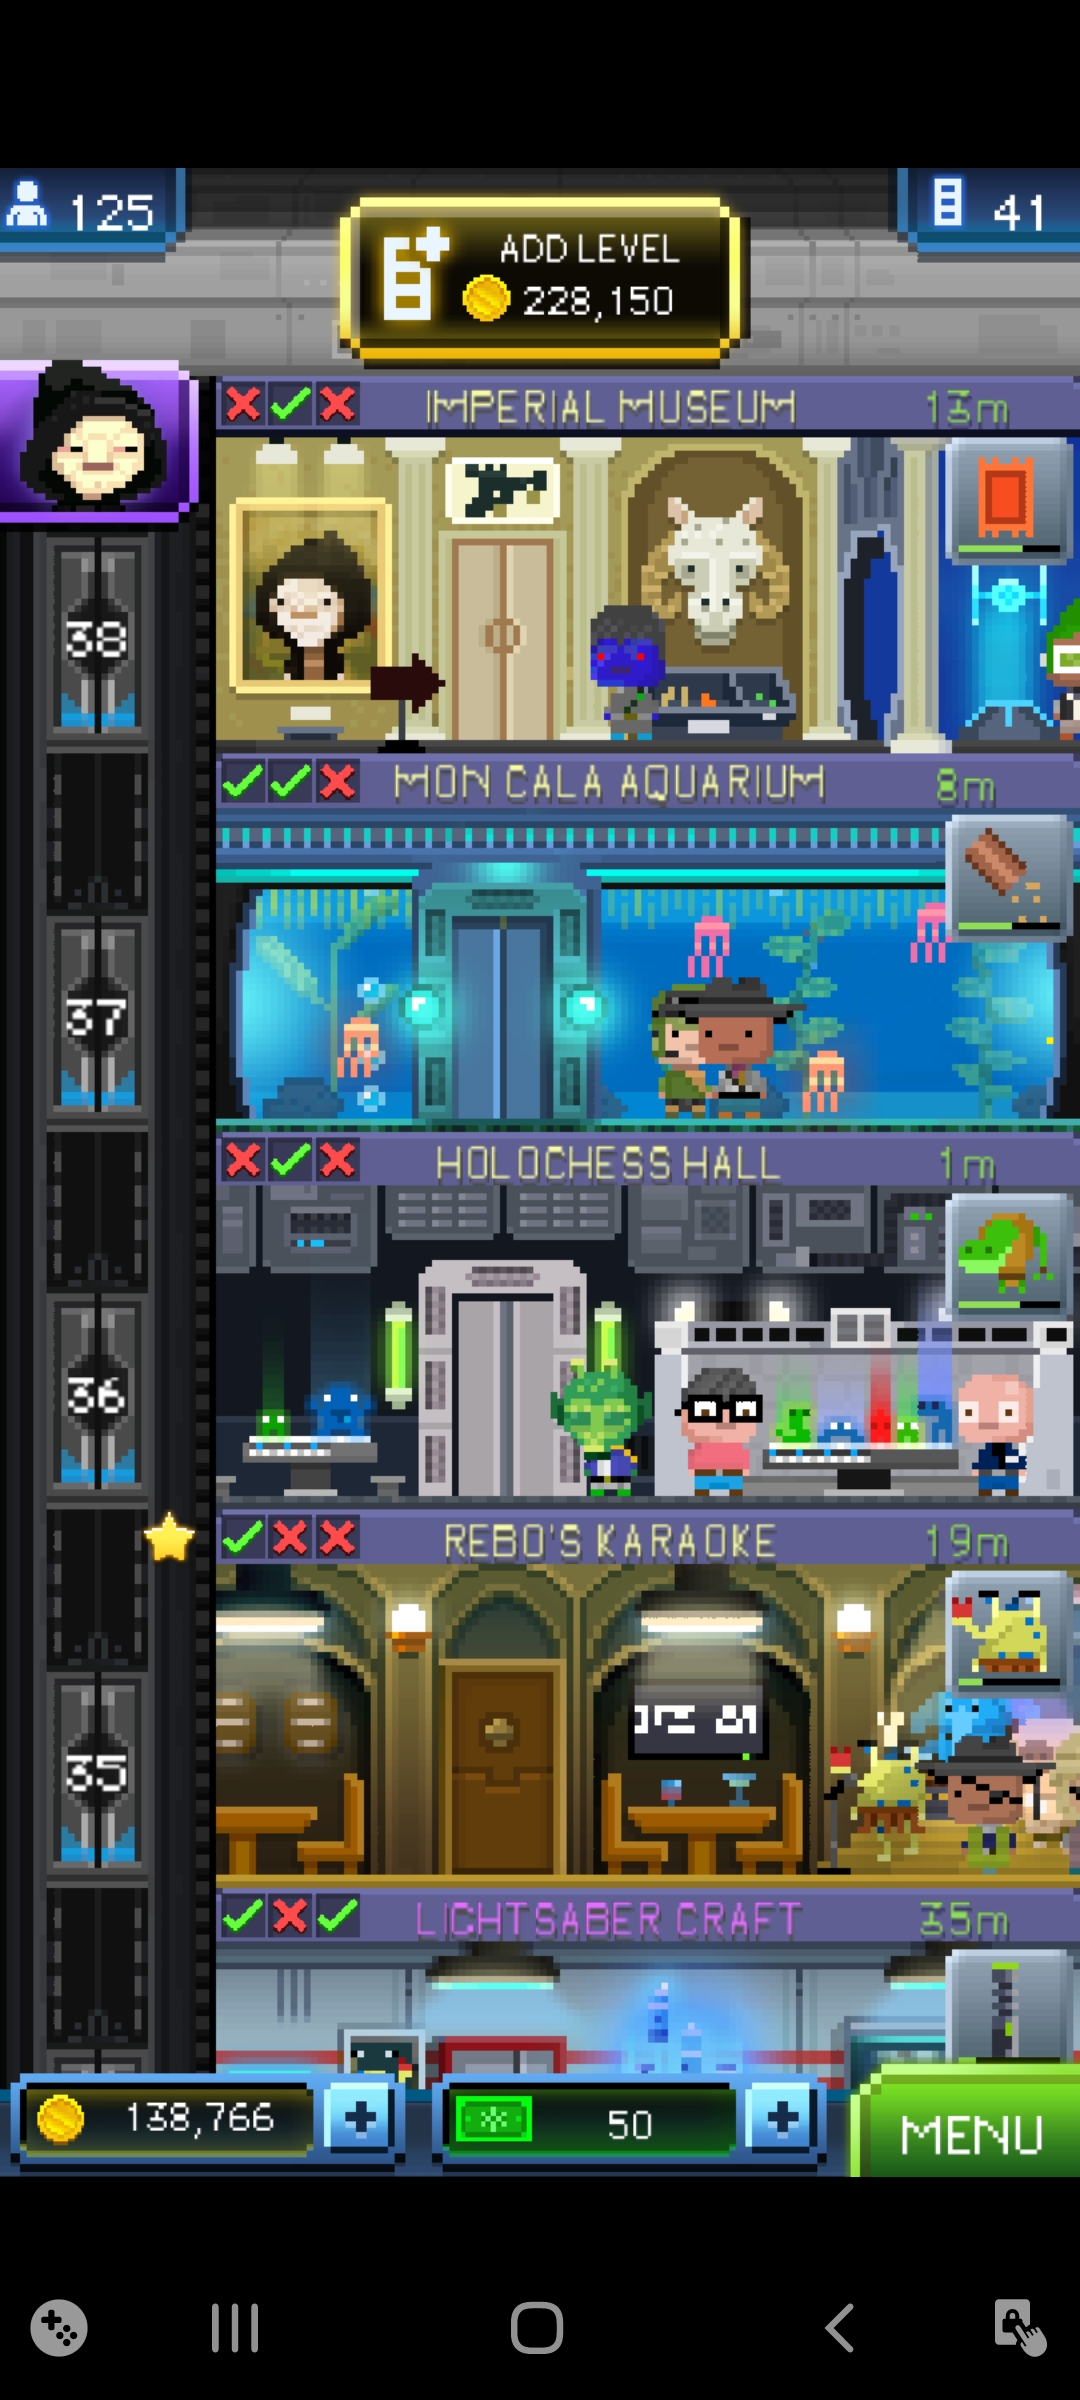 125
41
ADD LEVEL
228,150
IMPERIAL MUSEUM 13m
38
MON CALA AQUARIUM 8m
37
HOLOCHESS HALL 1m
36
REBO'S KARAOKE 19m
35
LIGHTSABER CRAFT 35m
138,766
50
MENU